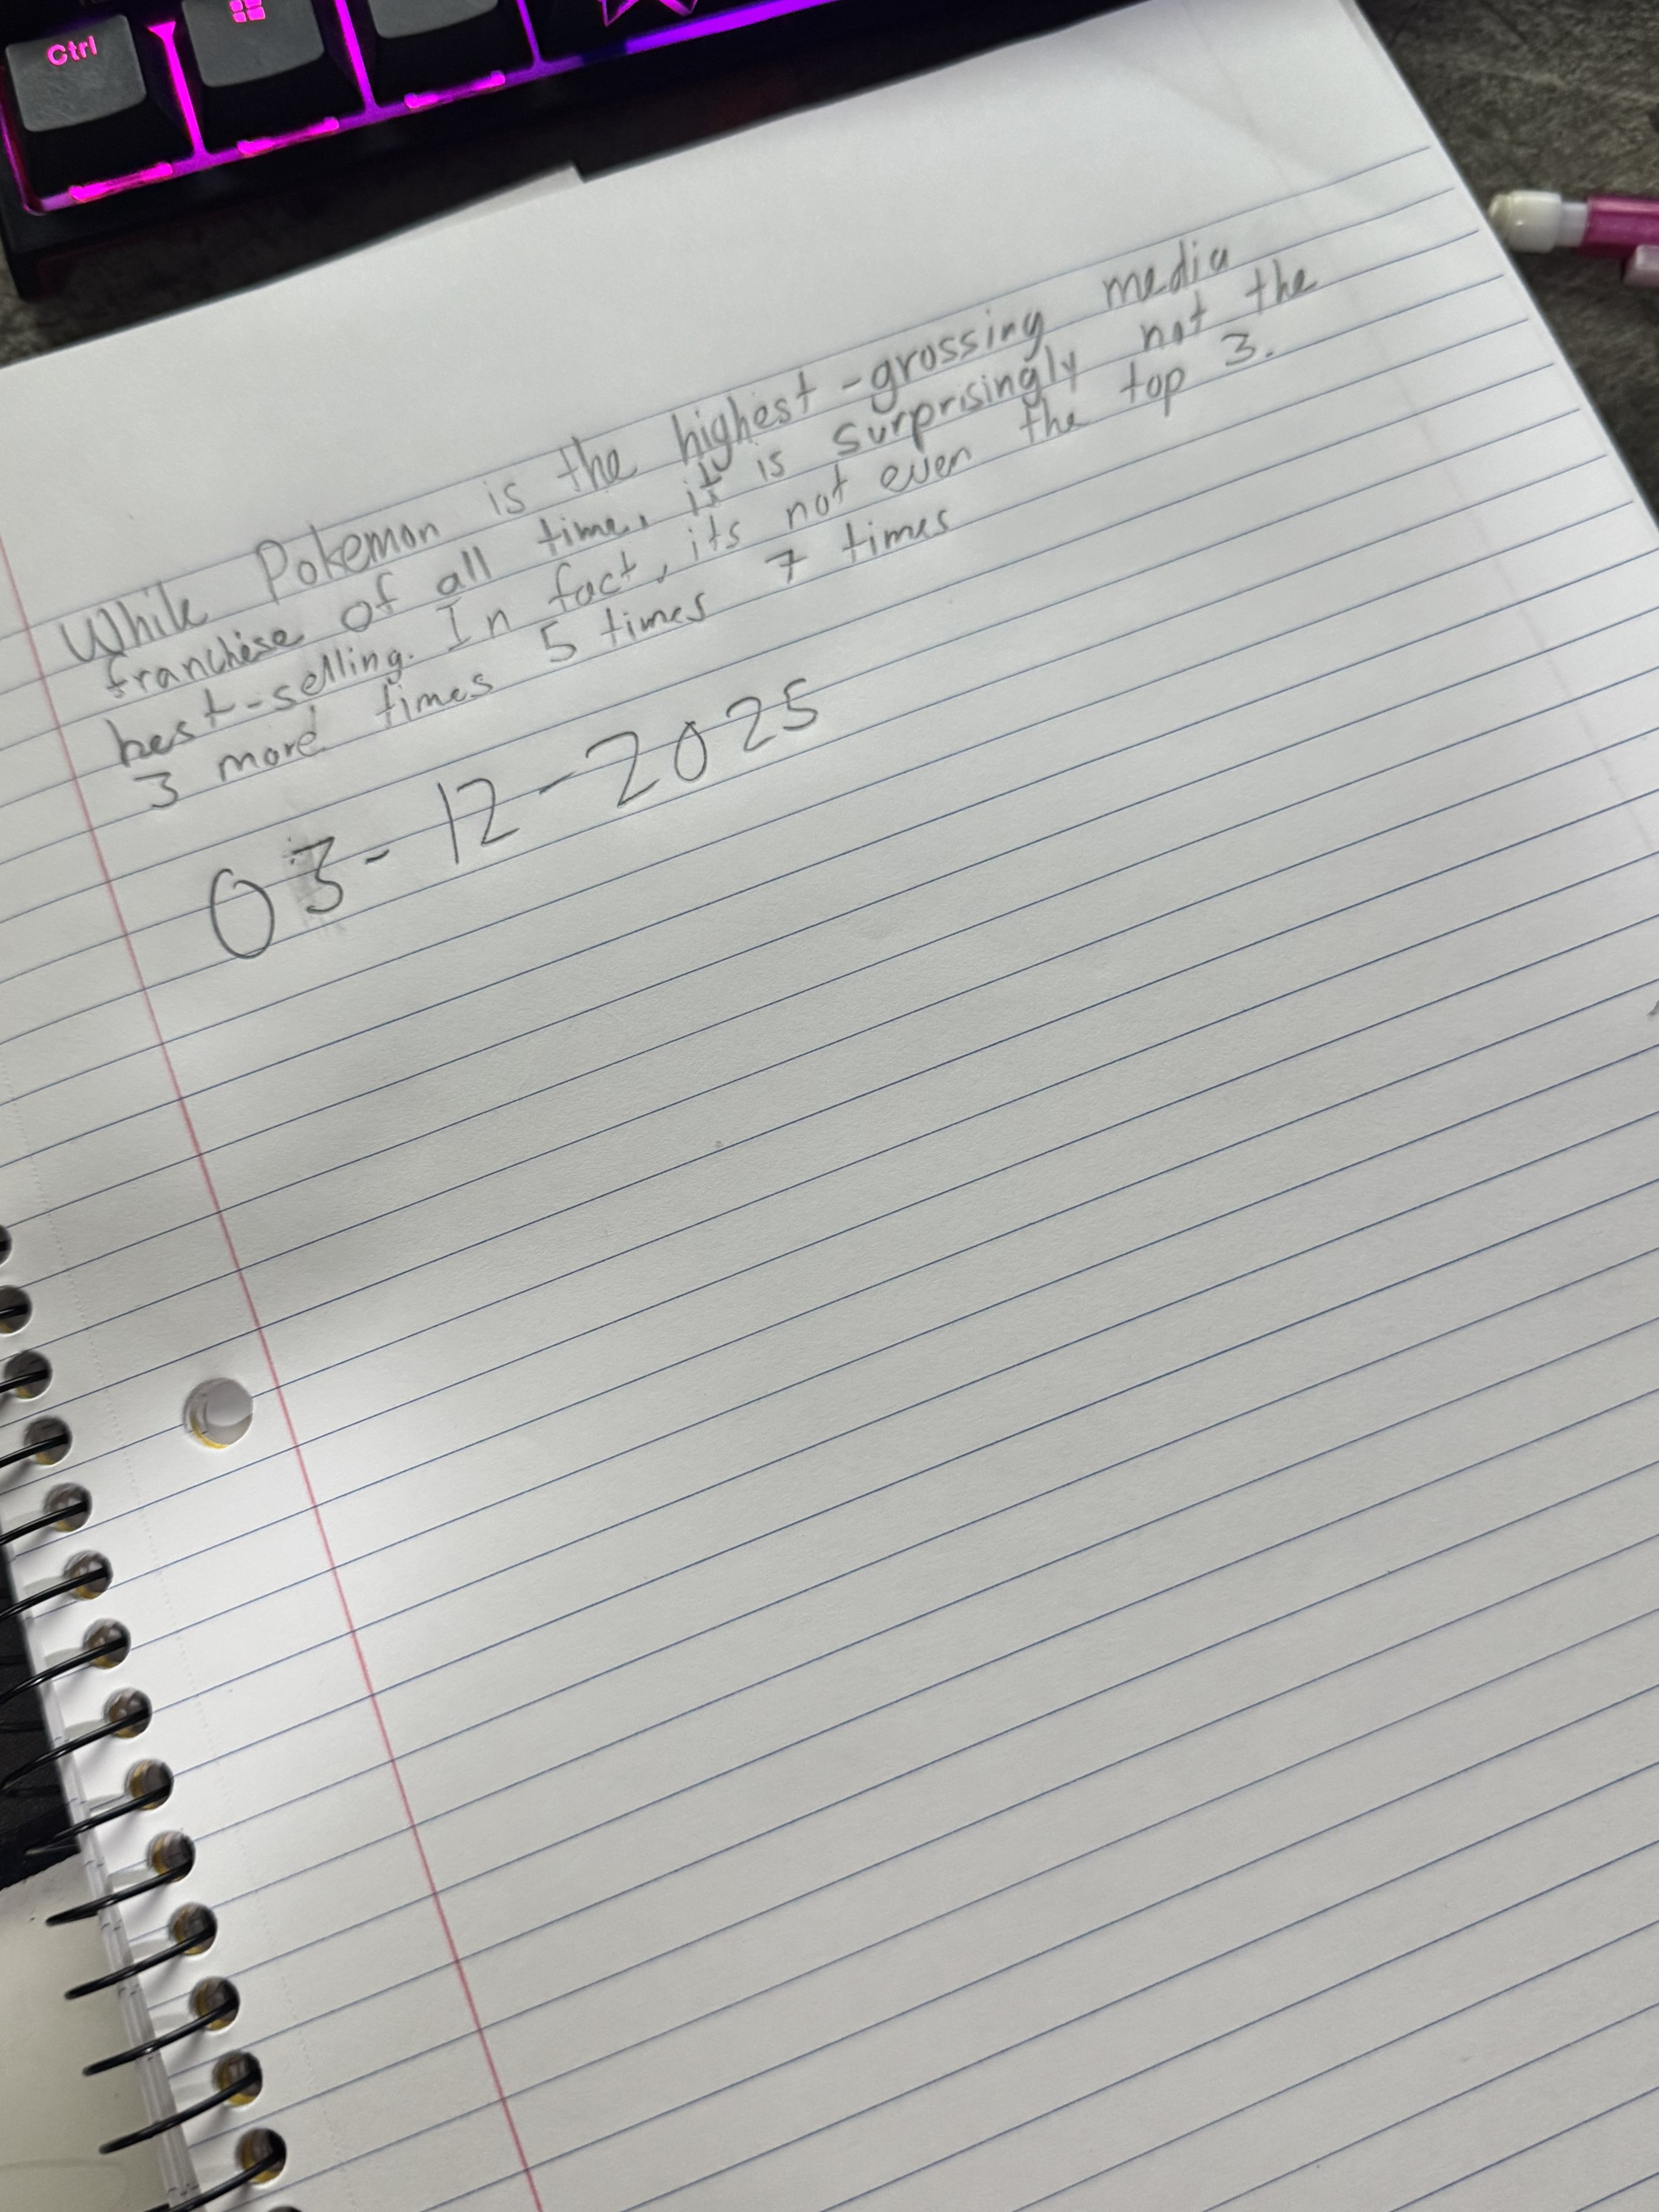 Ctrl
While Pokemon is the highest-grossing media
franchise of all time, it is surprisingly not the
best-selling. In fact, its not even the top 3.
3 more times 5 times 7 times
03-12-2025